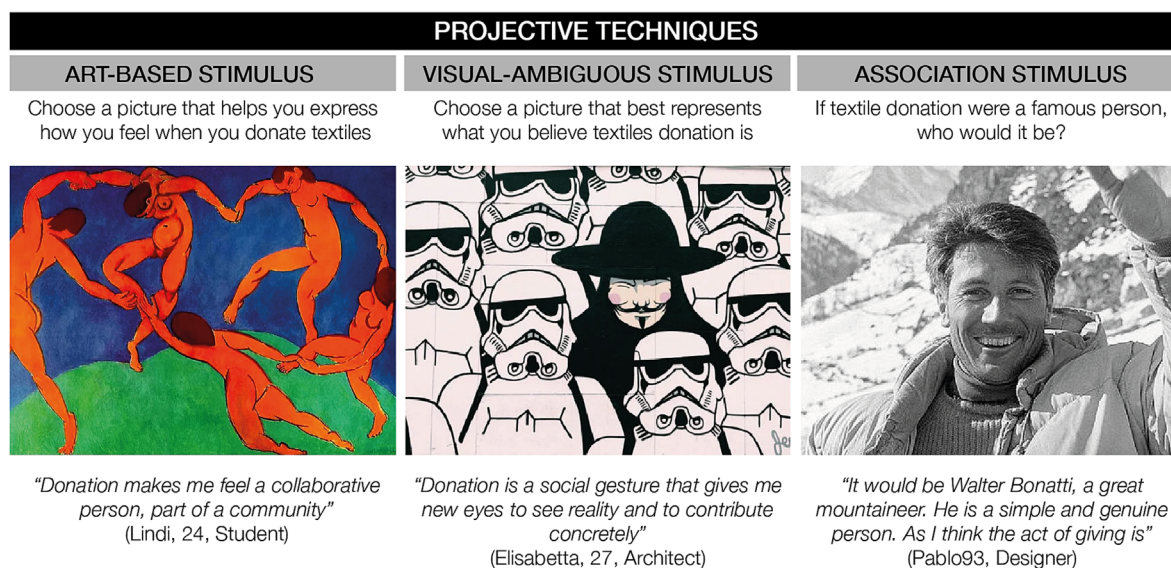 PROJECTIVE TECHNIQUES
ART-BASED STIMULUS
Choose a picture that helps you express
how you feel when you donate textiles
“Donation makes me feel a collaborative
person, part of a community”
(Lindi, 24, Student)
VISUAL-AMBIGUOUS STIMULUS
Choose a picture that best represents
what you believe textiles donation is
“Donation is a social gesture that gives me
new eyes to see reality and to contribute
concretely”
(Elisabetta, 27, Architect)
ASSOCIATION STIMULUS
If textile donation were a famous person,
who would it be?
“It would be Walter Bonatti, a great
mountaineer. He is a simple and genuine
person. As I think the act of giving is”
(Pablo93, Designer)